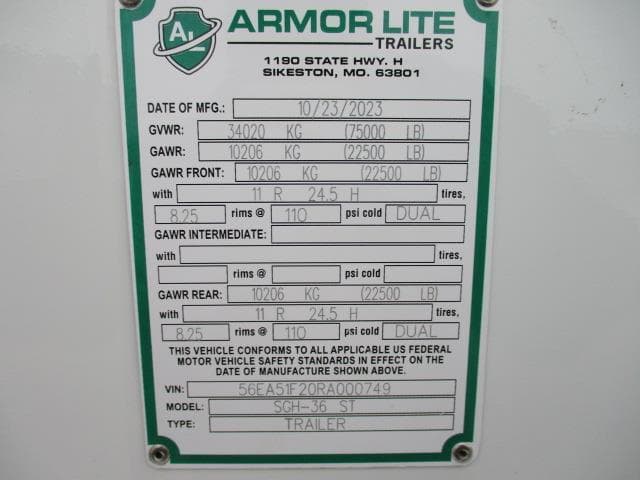 AL ARMOR LITE
TRAILERS
1190 STATE HWY. H
SIKESTON, MO. 63801
DATE OF MFG.: 10/23/2023
GVWR: 34020 KG (75000 LB)
GAWR: 10206 KG (22500 LB)
GAWR FRONT: 10206 KG (22500 LB)
with 11 R 24.5 H tires,
8.25 rims @ 110 psi cold DUAL
GAWR INTERMEDIATE:
with tires,
rims @ psi cold
GAWR REAR: 10206 KG (22500 LB)
with 11 R 24.5 H tires,
8.25 rims @ 110 psi cold DUAL
THIS VEHICLE CONFORMS TO ALL APPLICABLE US FEDERAL
MOTOR VEHICLE SAFETY STANDARDS IN EFFECT ON THE
DATE OF MANUFACTURE SHOWN ABOVE.
VIN: 56EA51F20RA000749
MODEL: SGH-36 ST
TYPE: TRAILER